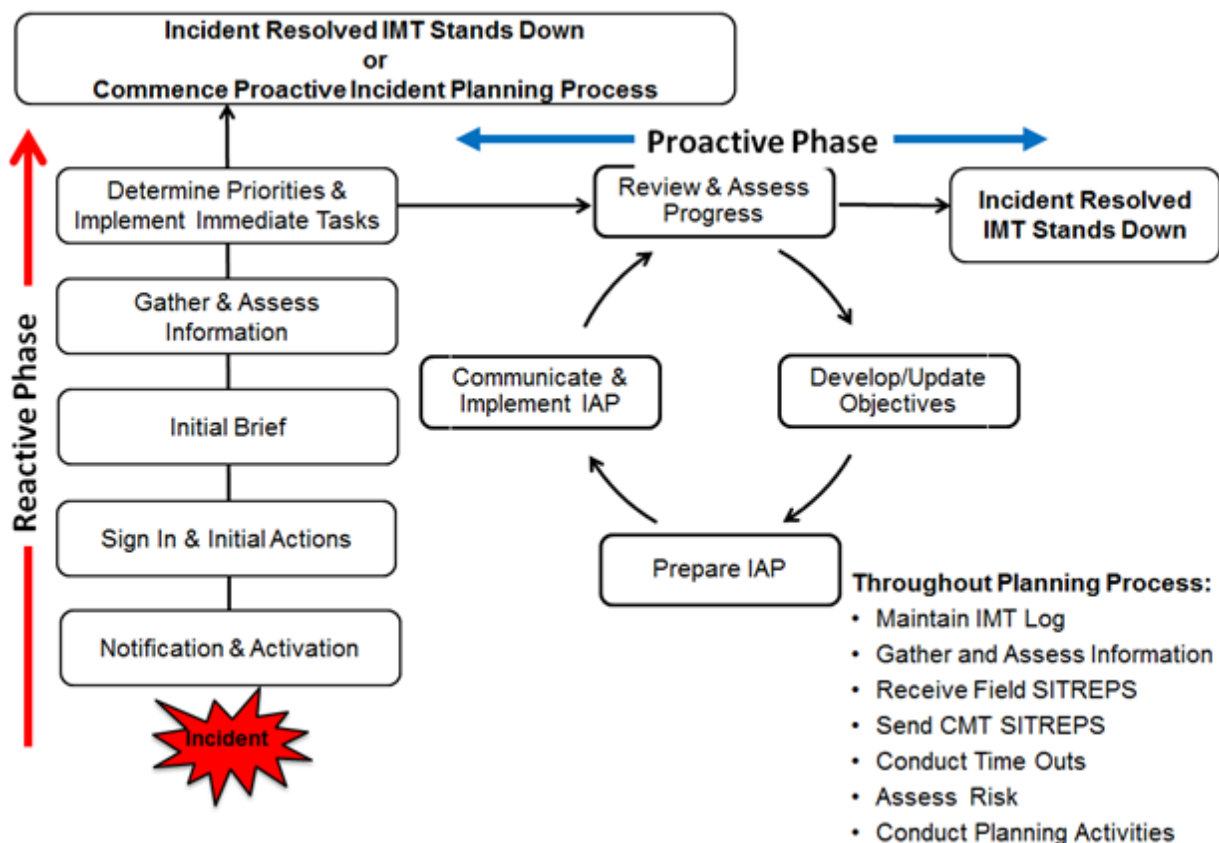 Incident Resolved IMT Stands Down
or
Commence Proactive Incident Planning Process
Reactive Phase
Proactive Phase
Determine Priorities &
Implement Immediate Tasks
Review & Assess
Progress
Incident Resolved
IMT Stands Down
Gather & Assess
Information
Communicate &
Implement IAP
Develop/Update
Objectives
Initial Brief
Sign In & Initial Actions
Prepare IAP
Notification & Activation
Incident
Throughout Planning Process:
• Maintain IMT Log
• Gather and Assess Information
• Receive Field SITREPS
• Send CMT SITREPS
• Conduct Time Outs
• Assess Risk
• Conduct Planning Activities